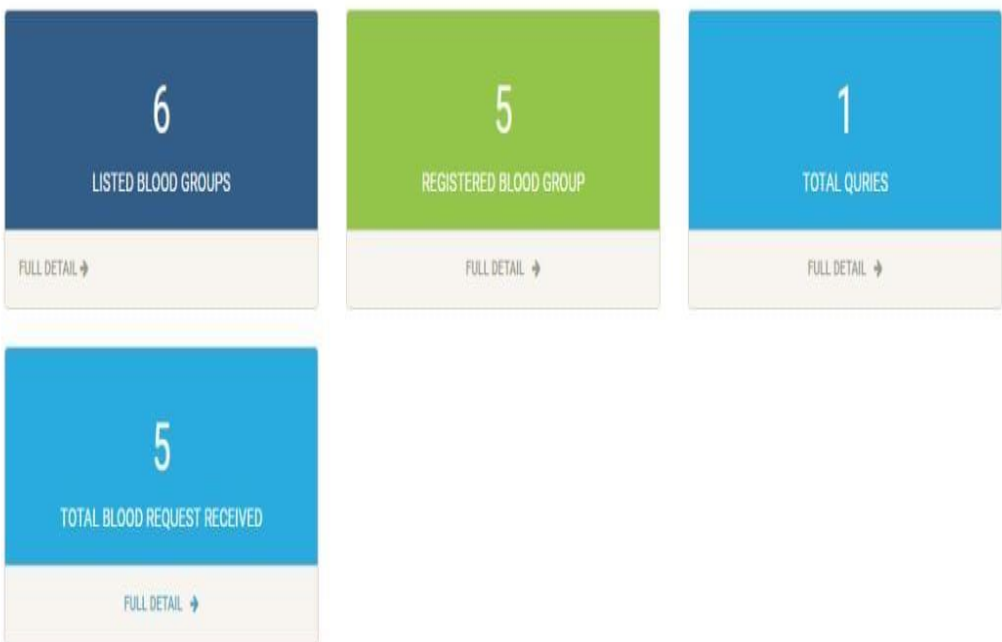 6
LISTED BLOOD GROUPS
FULL DETAIL →
5
REGISTERED BLOOD GROUP
FULL DETAIL →
1
TOTAL QURIES
FULL DETAIL →
5
TOTAL BLOOD REQUEST RECEIVED
FULL DETAIL →